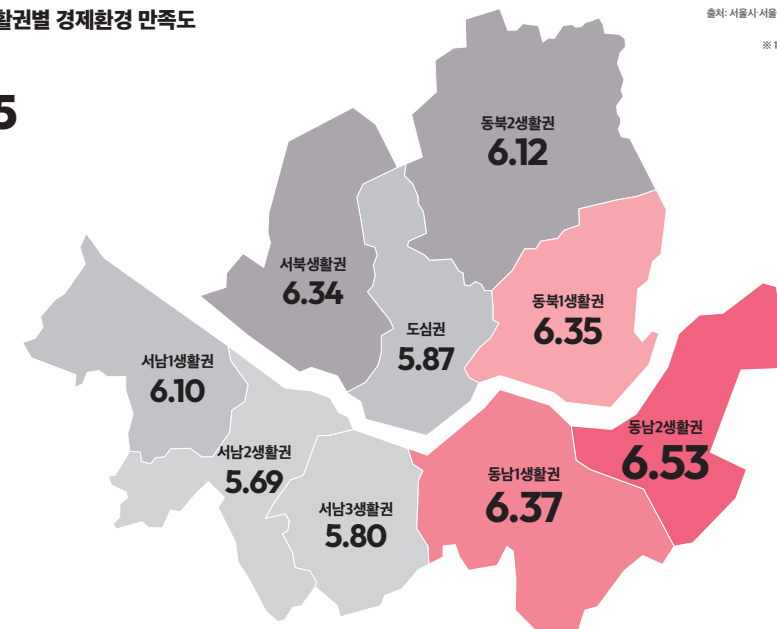 활권별 경제환경 만족도
출처: 서울시·서울
※ 1
5
동북2생활권
6.12
서북생활권
6.34
동북1생활권
6.35
도심권
5.87
서남1생활권
6.10
동남2생활권
6.53
서남2생활권
5.69
동남1생활권
6.37
서남3생활권
5.80